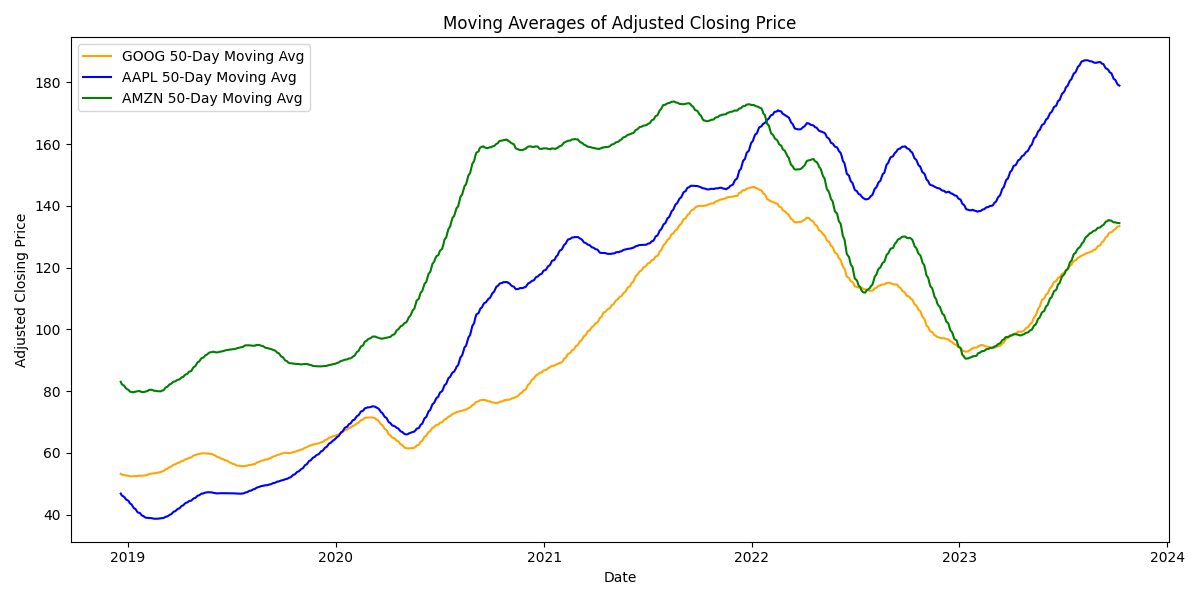 Moving Averages of Adjusted Closing Price
GOOG 50-Day Moving Avg
AAPL 50-Day Moving Avg
AMZN 50-Day Moving Avg
Adjusted Closing Price
180
160
140
120
100
80
60
40
2019
2020
2021
2022
2023
2024
Date